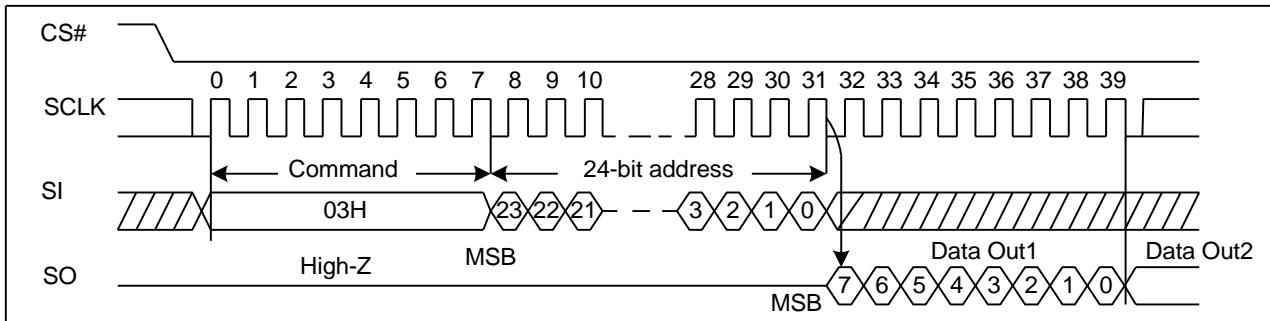 CS#
0 1 2 3 4 5 6 7 8 9 10 28 29 30 31 32 33 34 35 36 37 38 39
SCLK
Command 24-bit address
SI 03H 23 22 21 3 2 1 0
High-Z MSB Data Out1 Data Out2
SO MSB 7 6 5 4 3 2 1 0